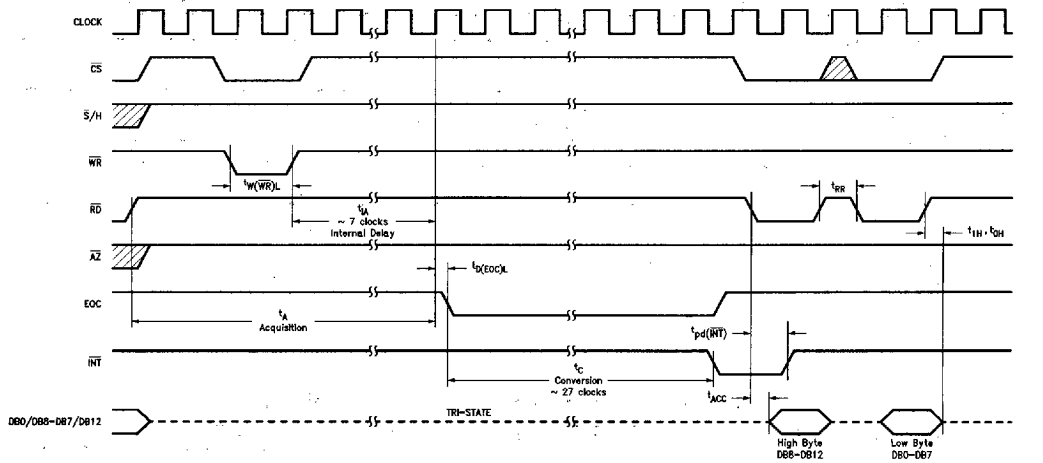 CLOCK
CS
S/H
WR
tW(WR)L
RD
tRR
tIA
~ 7 clocks
Internal Delay
t1H, t0H
AZ
tD(EOC)L
EOC
tA
Acquisition
tpd(INT)
INT
tC
Conversion
~ 27 clocks
tACC
DB0/DB8-DB7/DB12
TRI-STATE
High Byte
DB8-DB12
Low Byte
DB0-DB7